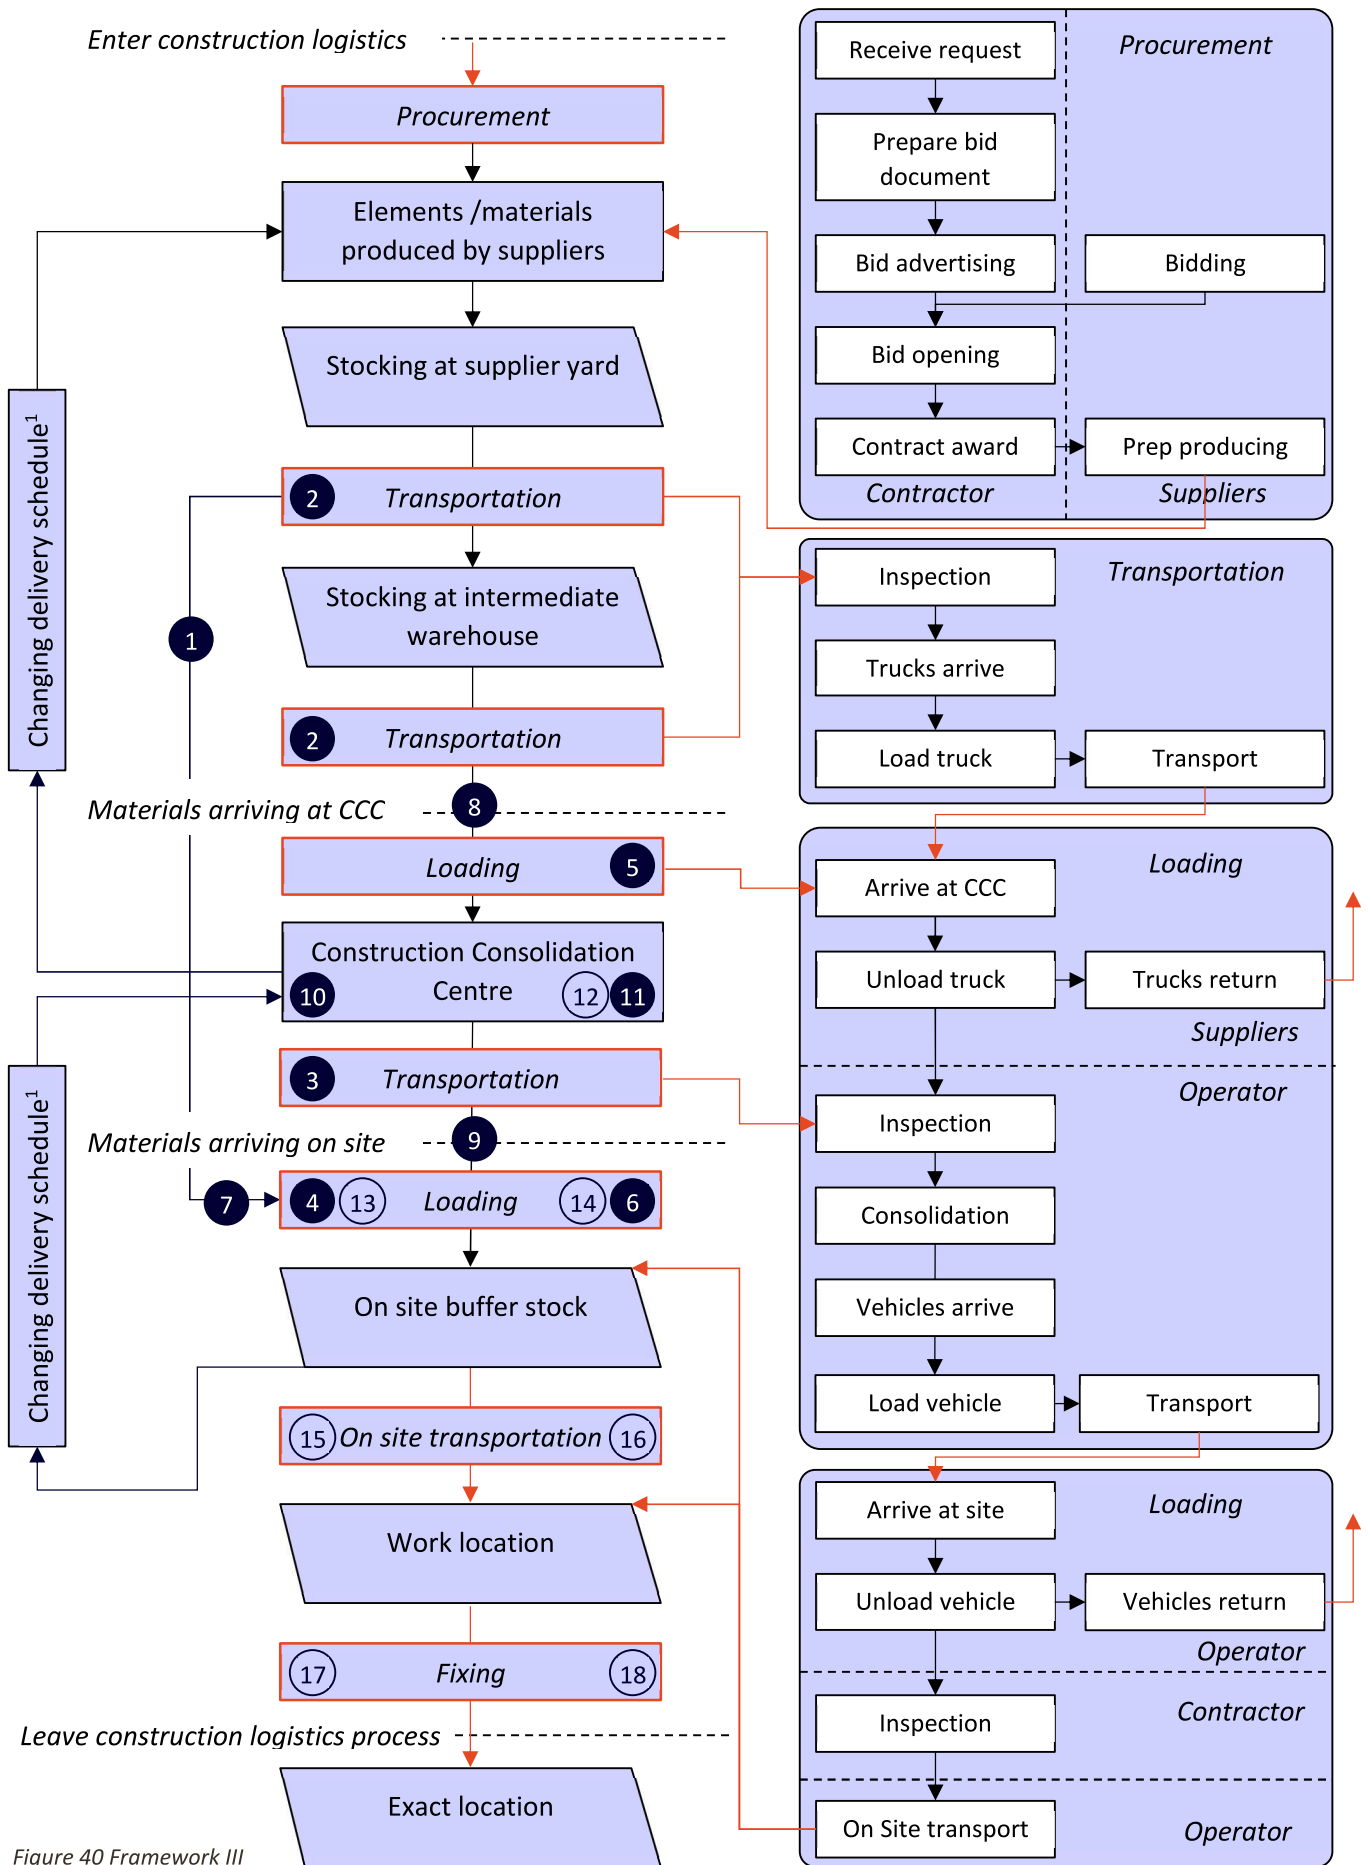 Enter construction logistics
Procurement
Elements /materials
produced by suppliers
Stocking at supplier yard
2
Transportation
Stocking at intermediate
warehouse
1
2
Transportation
Changing delivery schedule¹
Materials arriving at CCC
8
Loading
5
Construction Consolidation
Centre
10
12
11
3
Transportation
Materials arriving on site
9
7
4
13
Loading
14
6
Changing delivery schedule¹
On site buffer stock
15
On site transportation
16
Work location
17
Fixing
18
Leave construction logistics process
Exact location
Figure 40 Framework III
Receive request
Procurement
Prepare bid
document
Bid advertising
Bidding
Bid opening
Contract award
Prep producing
Contractor
Suppliers
Inspection
Transportation
Trucks arrive
Load truck
Transport
Loading
Arrive at CCC
Unload truck
Trucks return
Suppliers
Operator
Inspection
Consolidation
Vehicles arrive
Load vehicle
Transport
Arrive at site
Loading
Unload vehicle
Vehicles return
Operator
Contractor
Inspection
On Site transport
Operator